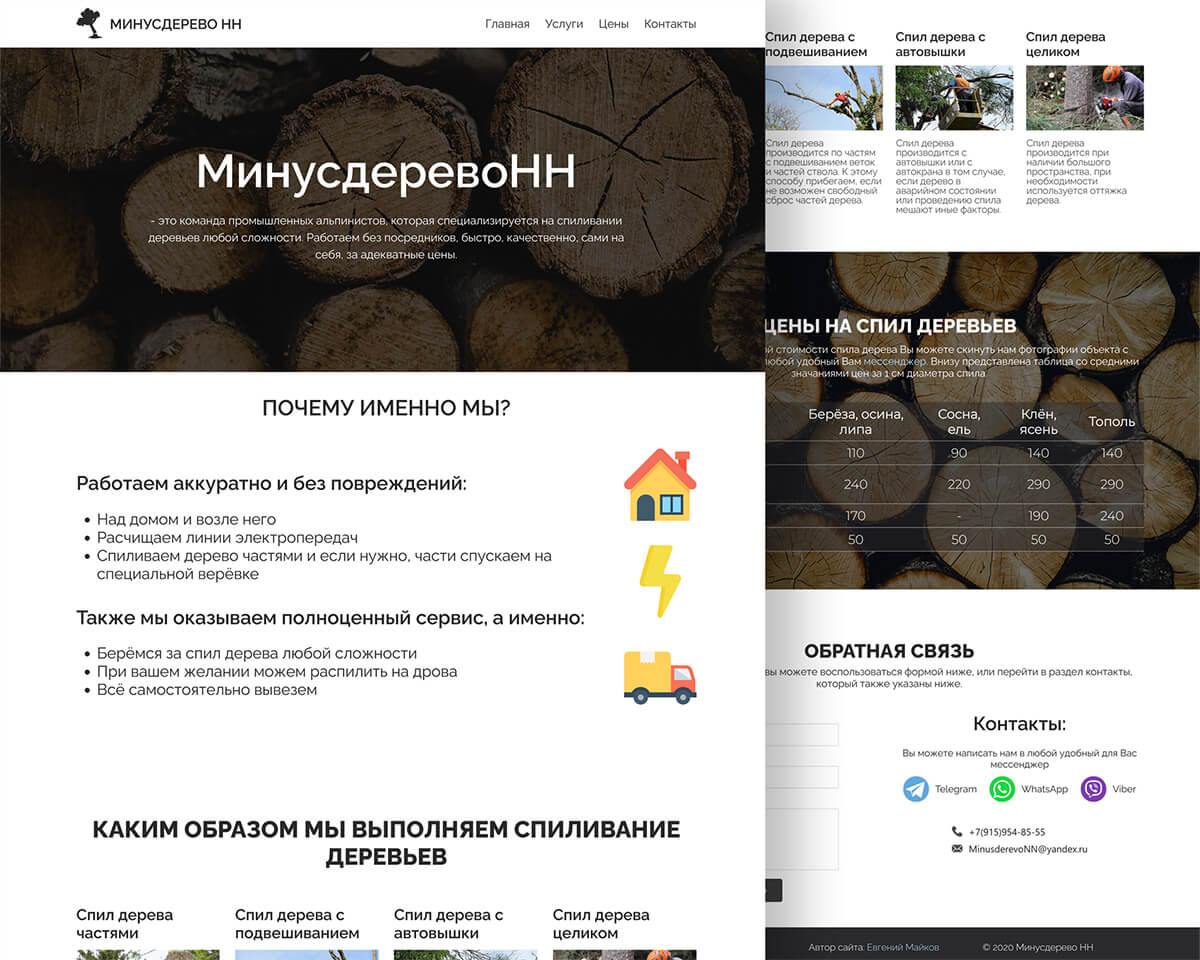 МИНУСДЕРЕВО НН
Главная Услуги Цены Контакты
МинусдеревоНН
- это команда промышленных альпинистов, которая специализируется на спиливании
деревьев любой сложности. Работаем без посредников, быстро, качественно, сами на
себя, за адекватные цены.
ПОЧЕМУ ИМЕННО МЫ?
Работаем аккуратно и без повреждений:
• Над домом и возле него
• Расчищаем линии электропередач
• Спиливаем дерево частями и если нужно, части спускаем на
специальной верёвке
Также мы оказываем полноценный сервис, а именно:
• Берёмся за спил дерева любой сложности
• При вашем желании можем распилить на дрова
• Всё самостоятельно вывезем
КАКИМ ОБРАЗОМ МЫ ВЫПОЛНЯЕМ СПИЛИВАНИЕ
ДЕРЕВЬЕВ
Спил дерева
частями
Спил дерева с
подвешиванием
Спил дерева с
автовышки
Спил дерева
целиком
Спил дерева с
подвешиванием
Спил дерева
производится по частям
с подвешиванием веток
и частей ствола. К этому
способу прибегаем, если
не возможен свободный
сброс частей дерева.
Спил дерева с
автовышки
Спил дерева
производится с
автовышки или с
автокрана в том случае,
если дерево в
аварийном состоянии
или проведению спила
мешают иные факторы.
Спил дерева
целиком
Спил дерева
производится при
наличии большого
пространства, при
необходимости
используется оттяжка
дерева.
ЦЕНЫ НА СПИЛ ДЕРЕВЬЕВ
стоимости спила дерева Вы можете скинуть нам фотографии объекта с
любой удобный Вам мессенджер. Внизу представлена таблица со средними
значаниями цен за 1 см диаметра спила.
Берёза, осина,
липа
Сосна,
ель
Клён,
ясень
Тополь
110 90 140 140
240 220 290 290
170 - 190 240
50 50 50 50
ОБРАТНАЯ СВЯЗЬ
вы можете воспользоваться формой ниже, или перейти в раздел контакты,
который также указаны ниже.
Контакты:
Вы можете написать нам в любой удобный для Вас
мессенджер
Telegram WhatsApp Viber
+7(915)954-85-55
MinusderevoNN@yandex.ru
Автор сайта: Евгений Майков © 2020 Минусдерево НН